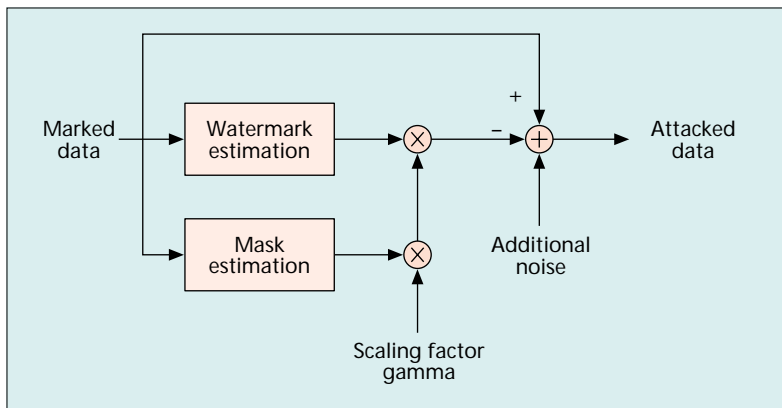 +
Marked
data
Watermark
estimation
×
−
+
Attacked
data
Mask
estimation
×
Additional
noise
Scaling factor
gamma